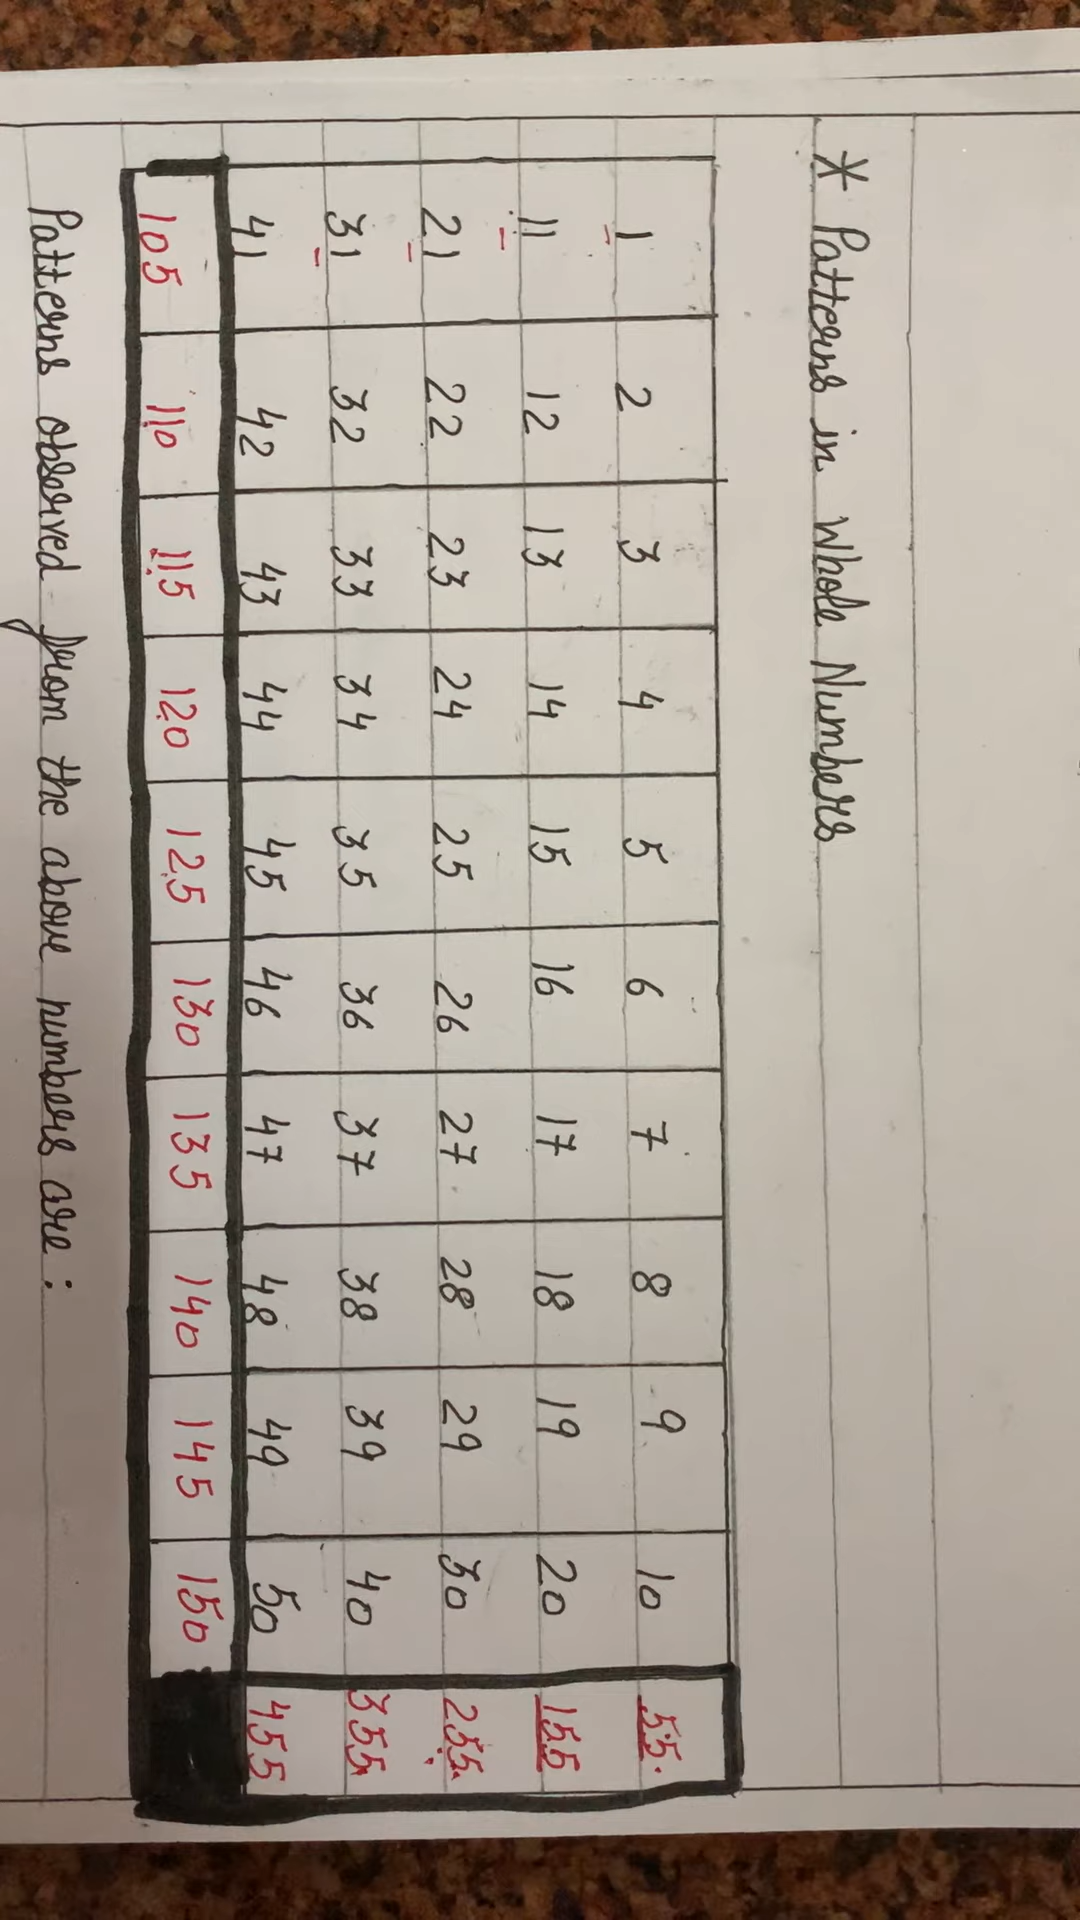 * Patterns in Whole Numbers
1 2 3 4 5 6 7 8 9 10 55
11 12 13 14 15 16 17 18 19 20 155
21 22 23 24 25 26 27 28 29 30 255
31 32 33 34 35 36 37 38 39 40 355
41 42 43 44 45 46 47 48 49 50 455
105 110 115 120 125 130 135 140 145 150
Patterns observed from the above numbers are :